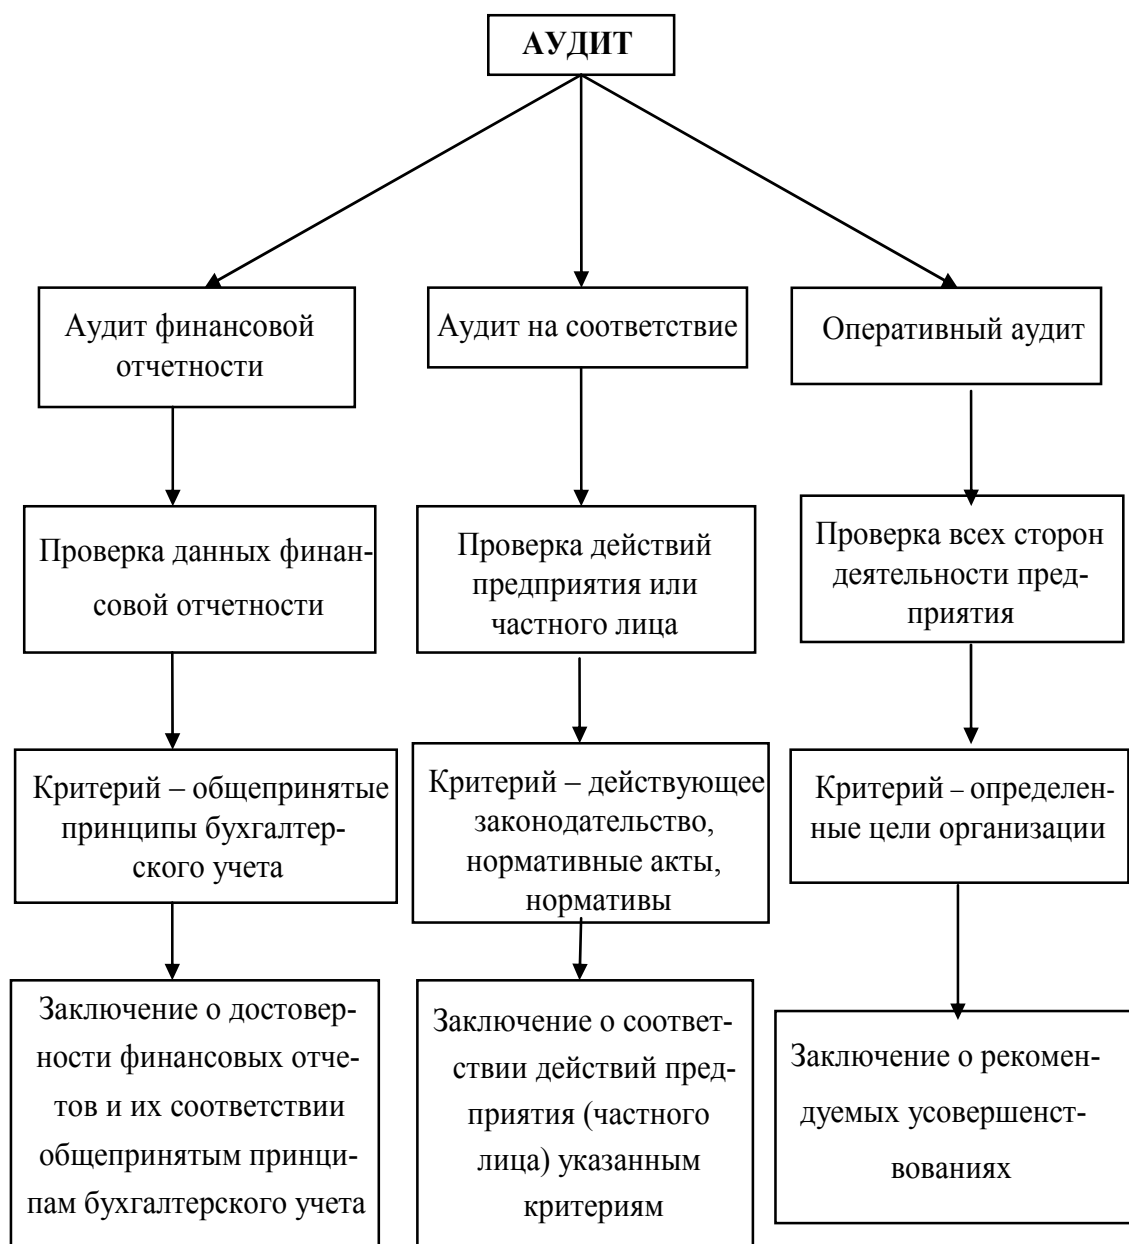 АУДИТ
Аудит финансовой
отчетности
Аудит на соответствие
Оперативный аудит
Проверка данных финан-
совой отчетности
Проверка действий
предприятия или
частного лица
Проверка всех сторон
деятельности пред-
приятия
Критерий – общепринятые
принципы бухгалтер-
ского учета
Критерий – действующее
законодательство,
нормативные акты,
нормативы
Критерий – определен-
ные цели организации
Заключение о достовер-
ности финансовых отче-
тов и их соответствии
общепринятым принци-
пам бухгалтерского учета
Заключение о соответ-
ствии действий пред-
приятия (частного
лица) указанным
критериям
Заключение о рекомен-
дуемых усовершенст-
вованиях